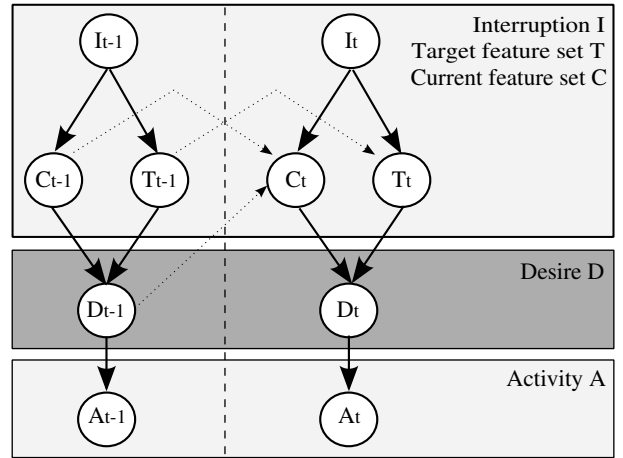 It-1
It
Interruption I
Target feature set T
Current feature set C
Ct-1
Tt-1
Ct
Tt
Desire D
Dt-1
Dt
Activity A
At-1
At